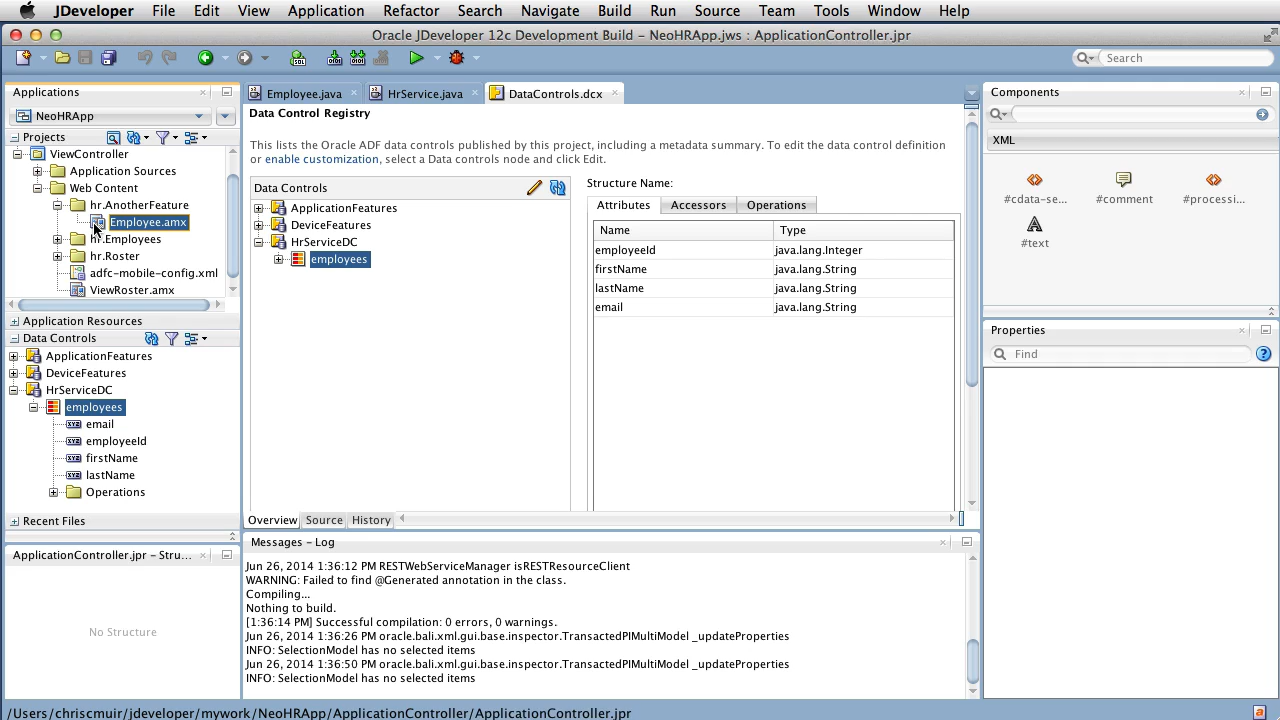 JDeveloper File Edit View Application Refactor Search Navigate Build Run Source Team Tools Window Help
Oracle JDeveloper 12c Development Build - NeoHRApp.jws : ApplicationController.jpr
Search
Applications
NeoHRApp
Projects
ViewController
Application Sources
Web Content
hr.AnotherFeature
Employee.amx
hr.Employees
hr.Roster
adfc-mobile-config.xml
ViewRoster.amx
Application Resources
Data Controls
ApplicationFeatures
DeviceFeatures
HrServiceDC
employees
email
employeeId
firstName
lastName
Operations
Recent Files
ApplicationController.jpr - Stru...
No Structure
Employee.java HrService.java DataControls.dcx
Data Control Registry
This lists the Oracle ADF data controls published by this project, including a metadata summary. To edit the data control definition
or enable customization, select a Data controls node and click Edit.
Data Controls
ApplicationFeatures
DeviceFeatures
HrServiceDC
employees
Structure Name:
Attributes Accessors Operations
Name Type
employeeId java.lang.Integer
firstName java.lang.String
lastName java.lang.String
email java.lang.String
Overview Source History
Messages - Log
Jun 26, 2014 1:36:12 PM RESTWebServiceManager isRESTResourceClient
WARNING: Failed to find @Generated annotation in the class.
Compiling...
Nothing to build.
[1:36:14 PM] Successful compilation: 0 errors, 0 warnings.
Jun 26, 2014 1:36:26 PM oracle.bali.xml.gui.base.inspector.TransactedPIMultiModel _updateProperties
INFO: SelectionModel has no selected items
Jun 26, 2014 1:36:50 PM oracle.bali.xml.gui.base.inspector.TransactedPIMultiModel _updateProperties
INFO: SelectionModel has no selected items
Components
XML
#cdata-se... #comment #processi...
#text
Properties
Find
/Users/chriscmuir/jdeveloper/mywork/NeoHRApp/ApplicationController/ApplicationController.jpr